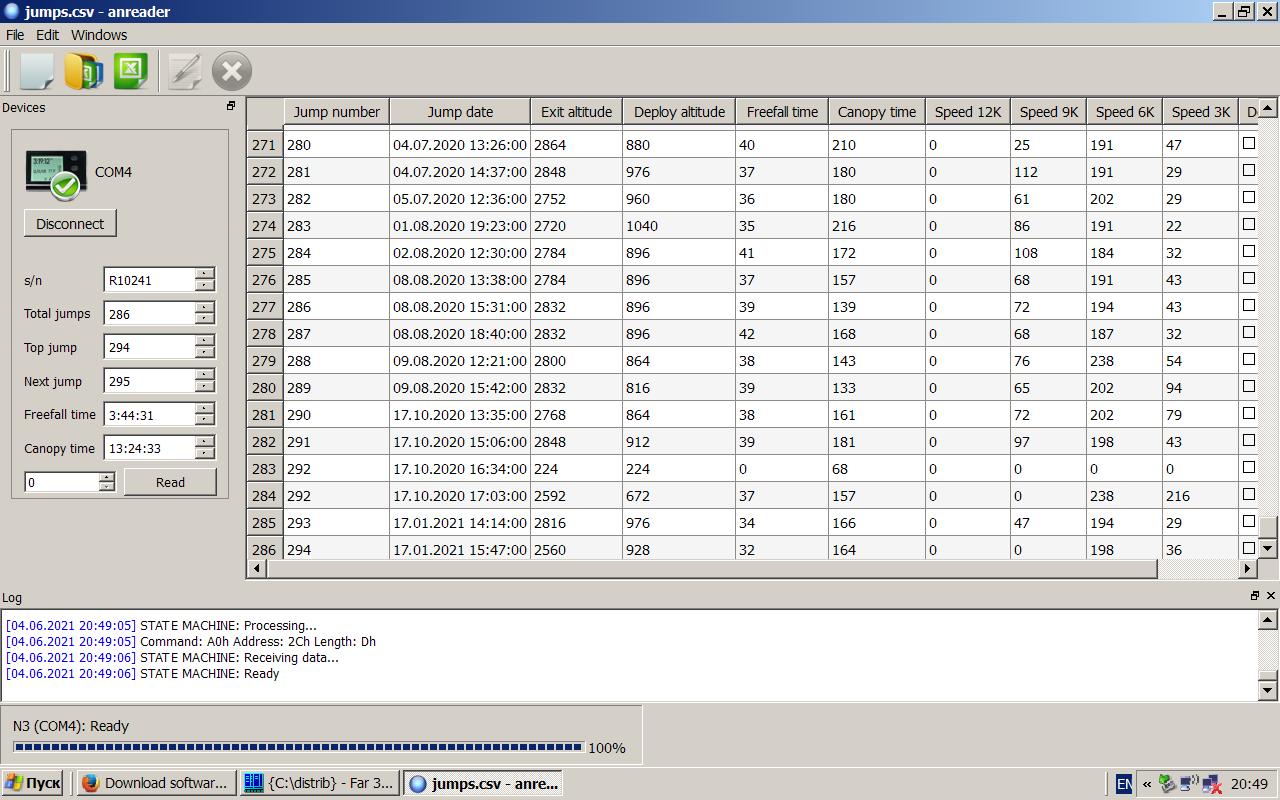 jumps.csv - anreader
File Edit Windows
Devices
COM4
Disconnect
s/n R10241
Total jumps 286
Top jump 294
Next jump 295
Freefall time 3:44:31
Canopy time 13:24:33
0 Read
Jump number Jump date Exit altitude Deploy altitude Freefall time Canopy time Speed 12K Speed 9K Speed 6K Speed 3K
271 280 04.07.2020 13:26:00 2864 880 40 210 0 25 191 47
272 281 04.07.2020 14:37:00 2848 976 37 180 0 112 191 29
273 282 05.07.2020 12:36:00 2752 960 36 180 0 61 202 29
274 283 01.08.2020 19:23:00 2720 1040 35 216 0 86 191 22
275 284 02.08.2020 12:30:00 2784 896 41 172 0 108 184 32
276 285 08.08.2020 13:38:00 2784 896 37 157 0 68 191 43
277 286 08.08.2020 15:31:00 2832 896 39 139 0 72 194 43
278 287 08.08.2020 18:40:00 2832 896 42 168 0 68 187 32
279 288 09.08.2020 12:21:00 2800 864 38 143 0 76 238 54
280 289 09.08.2020 15:42:00 2832 816 39 133 0 65 202 94
281 290 17.10.2020 13:35:00 2768 864 38 161 0 72 202 79
282 291 17.10.2020 15:06:00 2848 912 39 181 0 97 198 43
283 292 17.10.2020 16:34:00 224 224 0 68 0 0 0 0
284 292 17.10.2020 17:03:00 2592 672 37 157 0 0 238 216
285 293 17.01.2021 14:14:00 2816 976 34 166 0 47 194 29
286 294 17.01.2021 15:47:00 2560 928 32 164 0 0 198 36
Log
[04.06.2021 20:49:05] STATE MACHINE: Processing...
[04.06.2021 20:49:05] Command: A0h Address: 2Ch Length: Dh
[04.06.2021 20:49:06] STATE MACHINE: Receiving data...
[04.06.2021 20:49:06] STATE MACHINE: Ready
N3 (COM4): Ready
100%
Пуск Download softwar... {C:\distrib} - Far 3... jumps.csv - anre... EN « 20:49